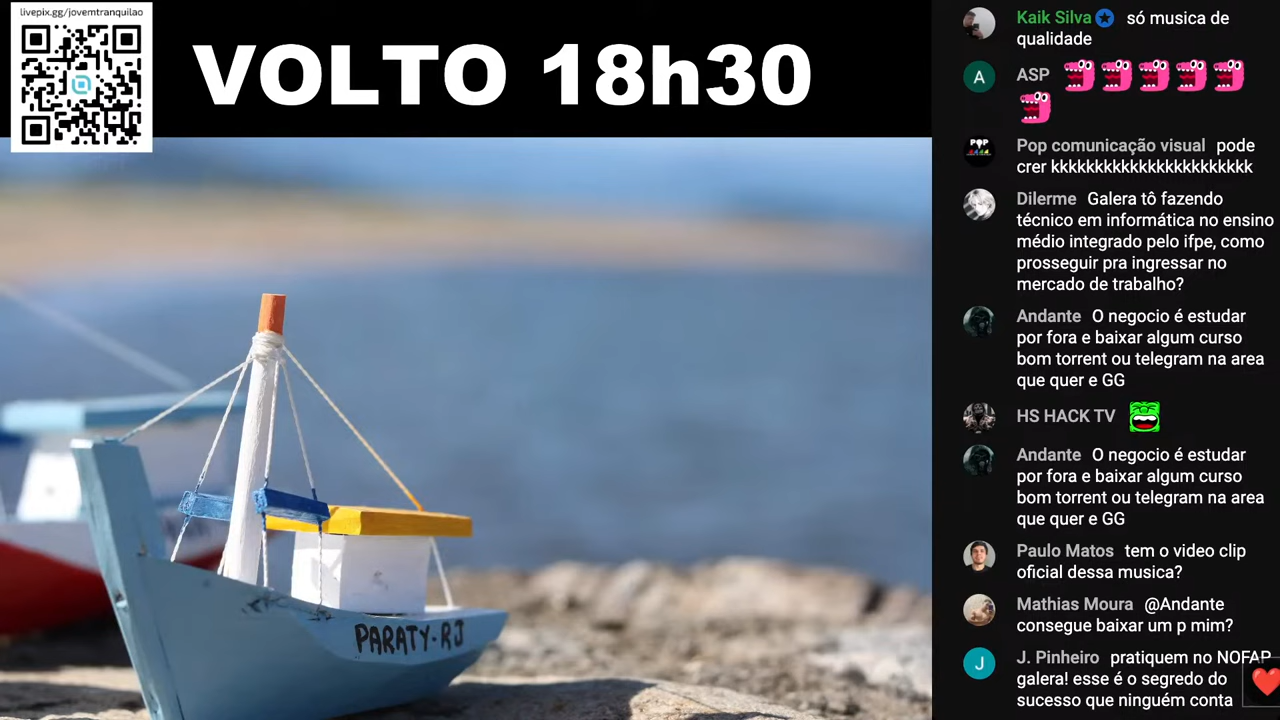 livepix.gg/jovemtranquilao
VOLTO 18h30
PARATY-RJ
Kaik Silva só musica de
qualidade
A ASP
POP Pop comunicação visual pode
crer kkkkkkkkkkkkkkkkkkkkkkk
Dilerme Galera tô fazendo
técnico em informática no ensino
médio integrado pelo ifpe, como
prosseguir pra ingressar no
mercado de trabalho?
Andante O negocio é estudar
por fora e baixar algum curso
bom torrent ou telegram na area
que quer e GG
HS HACK TV
Andante O negocio é estudar
por fora e baixar algum curso
bom torrent ou telegram na area
que quer e GG
Paulo Matos tem o video clip
oficial dessa musica?
Mathias Moura @Andante
consegue baixar um p mim?
J J. Pinheiro pratiquem no NOFAP
galera! esse é o segredo do
sucesso que ninguém conta